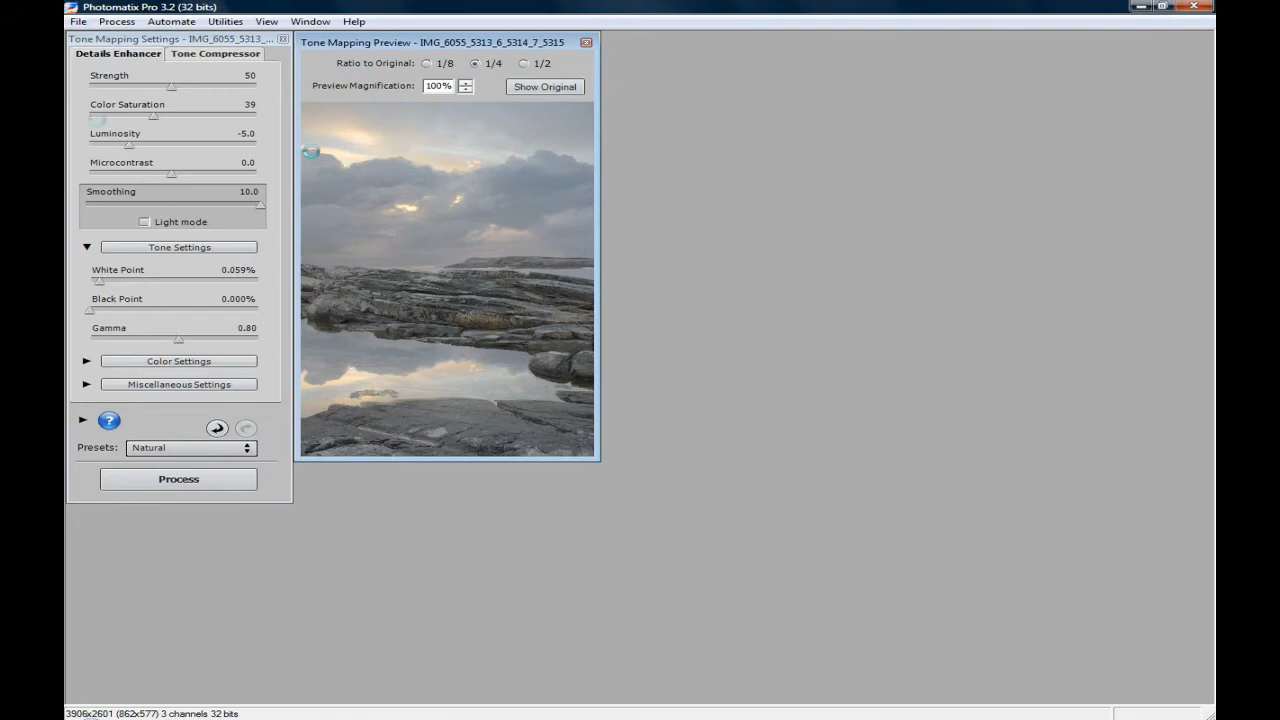 Photomatix Pro 3.2 (32 bits)
File Process Automate Utilities View Window Help
Tone Mapping Settings - IMG_6055_5313_...
Details Enhancer Tone Compressor
Strength 50
Color Saturation 39
Luminosity -5.0
Microcontrast 0.0
Smoothing 10.0
Light mode
Tone Settings
White Point 0.059%
Black Point 0.000%
Gamma 0.80
Color Settings
Miscellaneous Settings
?
Presets: Natural
Process
Tone Mapping Preview - IMG_6055_5313_6_5314_7_5315
Ratio to Original: 1/8 1/4 1/2
Preview Magnification: 100% Show Original
3906x2601 (862x577) 3 channels 32 bits